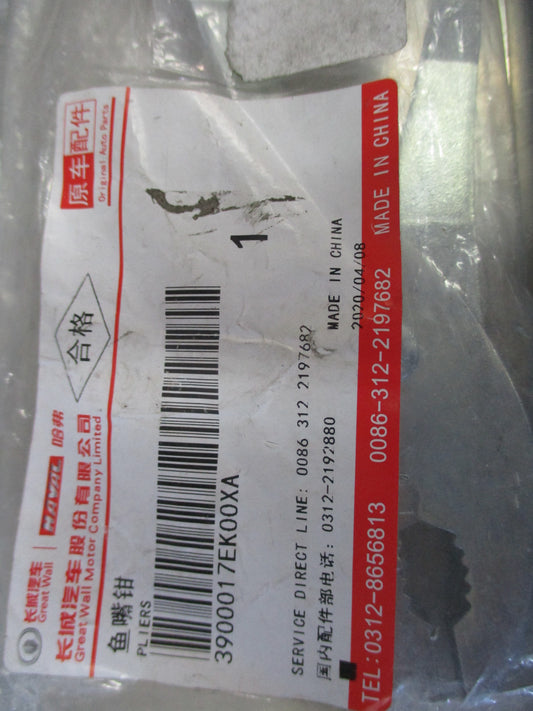 长城汽车
Great Wall
HAVAL 哈弗
合格
原车配件
Original Auto Parts
长城汽车股份有限公司
Great Wall Motor Company Limited.
鱼嘴钳
PLIERS
3900017EK00XA
1
SERVICE DIRECT LINE: 0086 312 2197682
MADE IN CHINA
国内配件部电话: 0312-2192880
2020/04/08
TEL:0312-8656813 0086-312-2197682 MADE IN CHINA